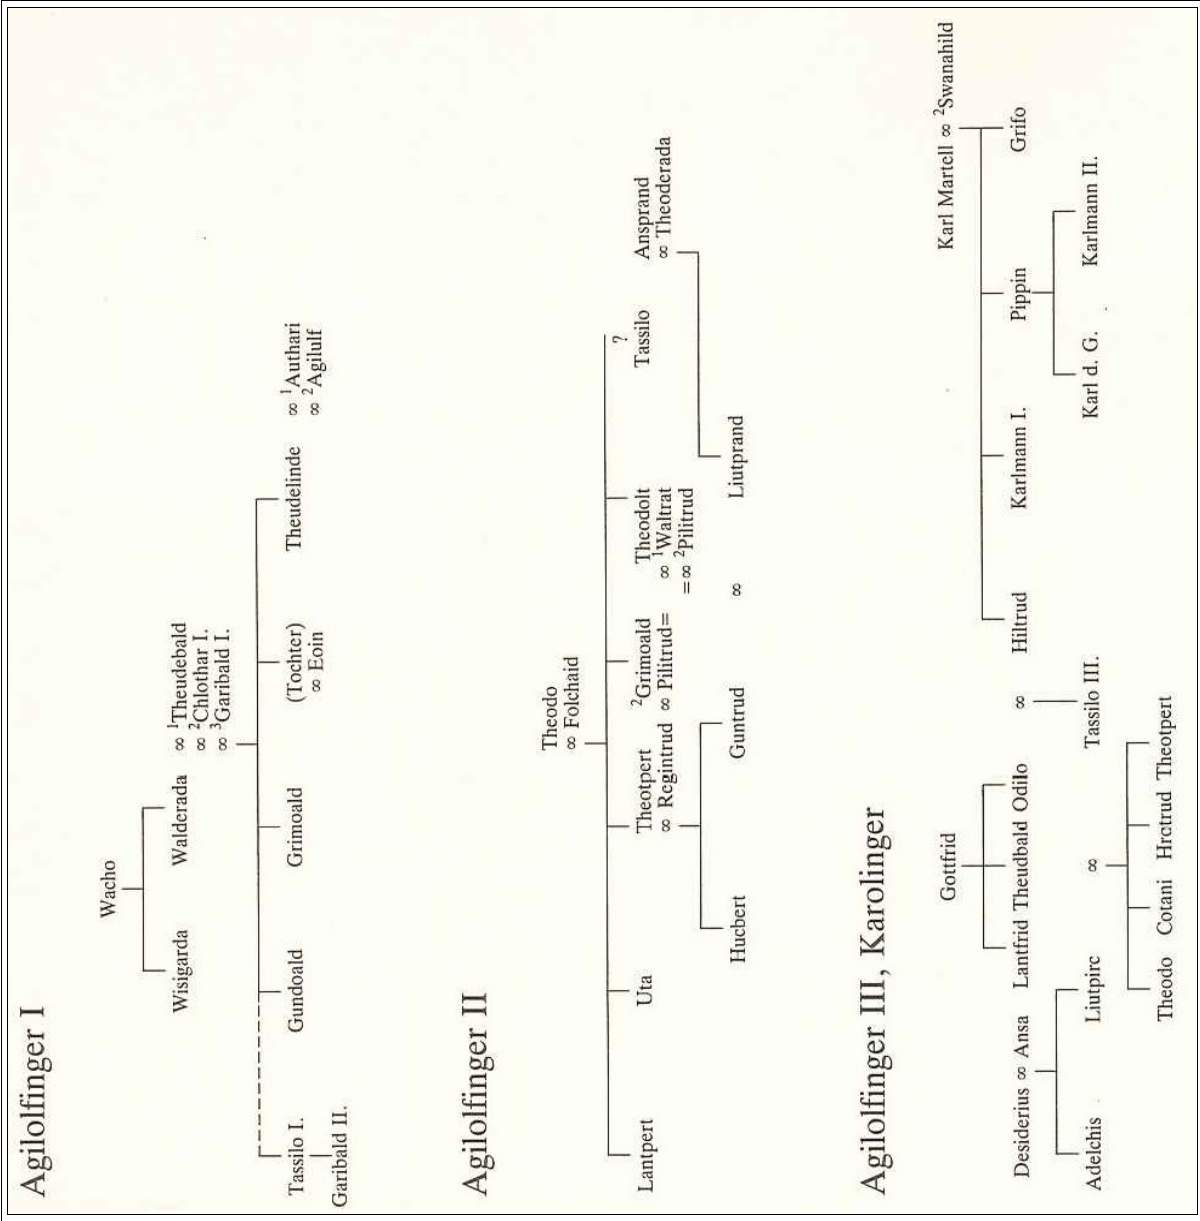 Agilolfinger I
Wacho
Wisigarda Walderada ∞ ¹Theudebald
∞ ²Chlothar I.
∞ ³Garibald I.
Tassilo I. Gundoald Grimoald (Tochter) Theudelinde ∞ ¹Authari
∞ Eoin ∞ ²Agilulf
Garibald II.
Agilolfinger II
Theodo
∞ Folchaid
?
Lantpert Uta Theotpert ²Grimoald Theodolt Tassilo Ansprand
∞ Regintrud ∞ Pilitrud= ∞ ¹Waltrat ∞ Theoderada
=∞ ²Pilitrud
Hucbert Guntrud ∞ Liutprand
Agilolfinger III, Karolinger
Gottfrid Karl Martell ∞ ²Swanahild
Desiderius ∞ Ansa Lantfrid Theudbald Odilo ∞ Hiltrud Karlmann I. Pippin Grifo
Adelchis Liutpirc ∞ Tassilo III. Karl d. G. Karlmann II.
Theodo Cotani Hrotrud Theotpert